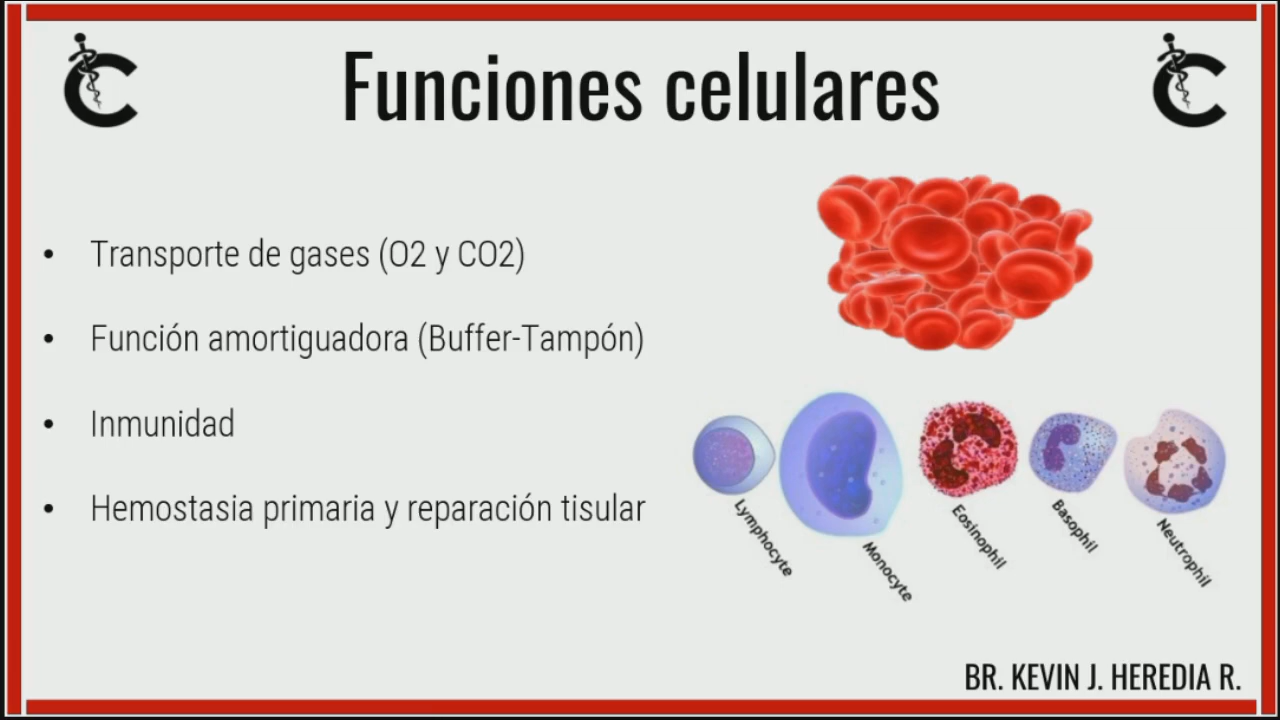 Funciones celulares
• Transporte de gases (O2 y CO2)
• Función amortiguadora (Buffer-Tampón)
• Inmunidad
• Hemostasia primaria y reparación tisular
Lymphocyte
Monocyte
Eosinophil
Basophil
Neutrophil
BR. KEVIN J. HEREDIA R.